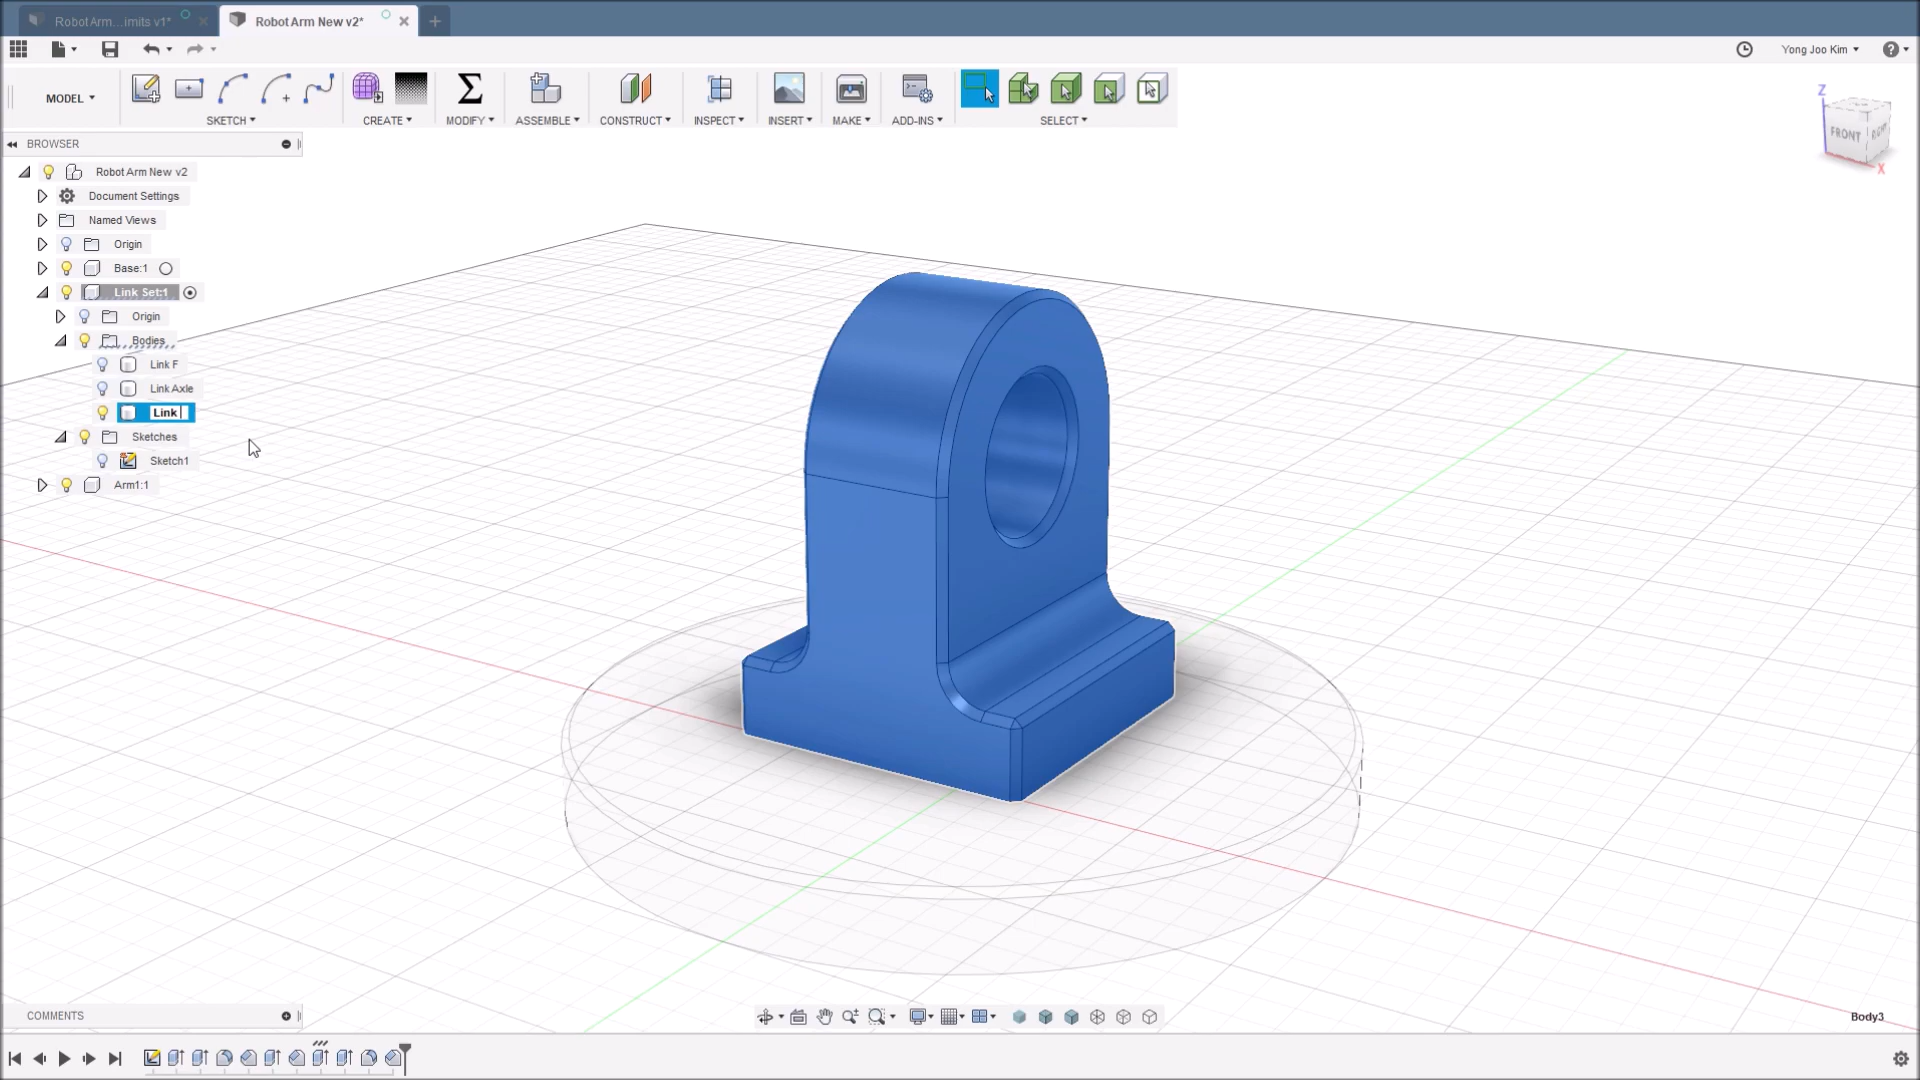 Robot Arm...imits v1*
Robot Arm New v2*
Yong Joo Kim
MODEL
SKETCH
CREATE
MODIFY
ASSEMBLE
CONSTRUCT
INSPECT
INSERT
MAKE
ADD-INS
SELECT
Z
FRONT
RIGHT
X
BROWSER
Robot Arm New v2
Document Settings
Named Views
Origin
Base:1
Link Set:1
Origin
Bodies
Link F
Link Axle
Link
Sketches
Sketch1
Arm1:1
COMMENTS
Body3